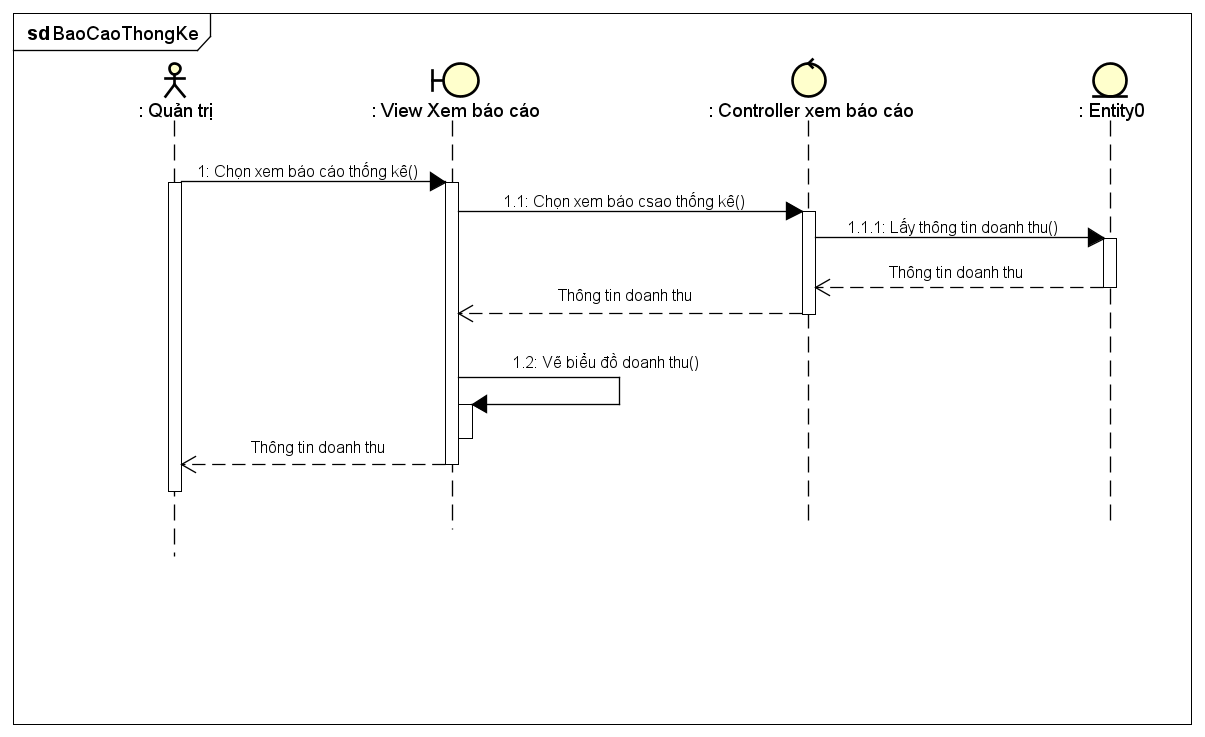 sd BaoCaoThongKe
: Quản trị
: View Xem báo cáo
: Controller xem báo cáo
: Entity0
1: Chọn xem báo cáo thống kê()
1.1: Chọn xem báo csao thống kê()
1.1.1: Lấy thông tin doanh thu()
Thông tin doanh thu
Thông tin doanh thu
1.2: Vẽ biểu đồ doanh thu()
Thông tin doanh thu